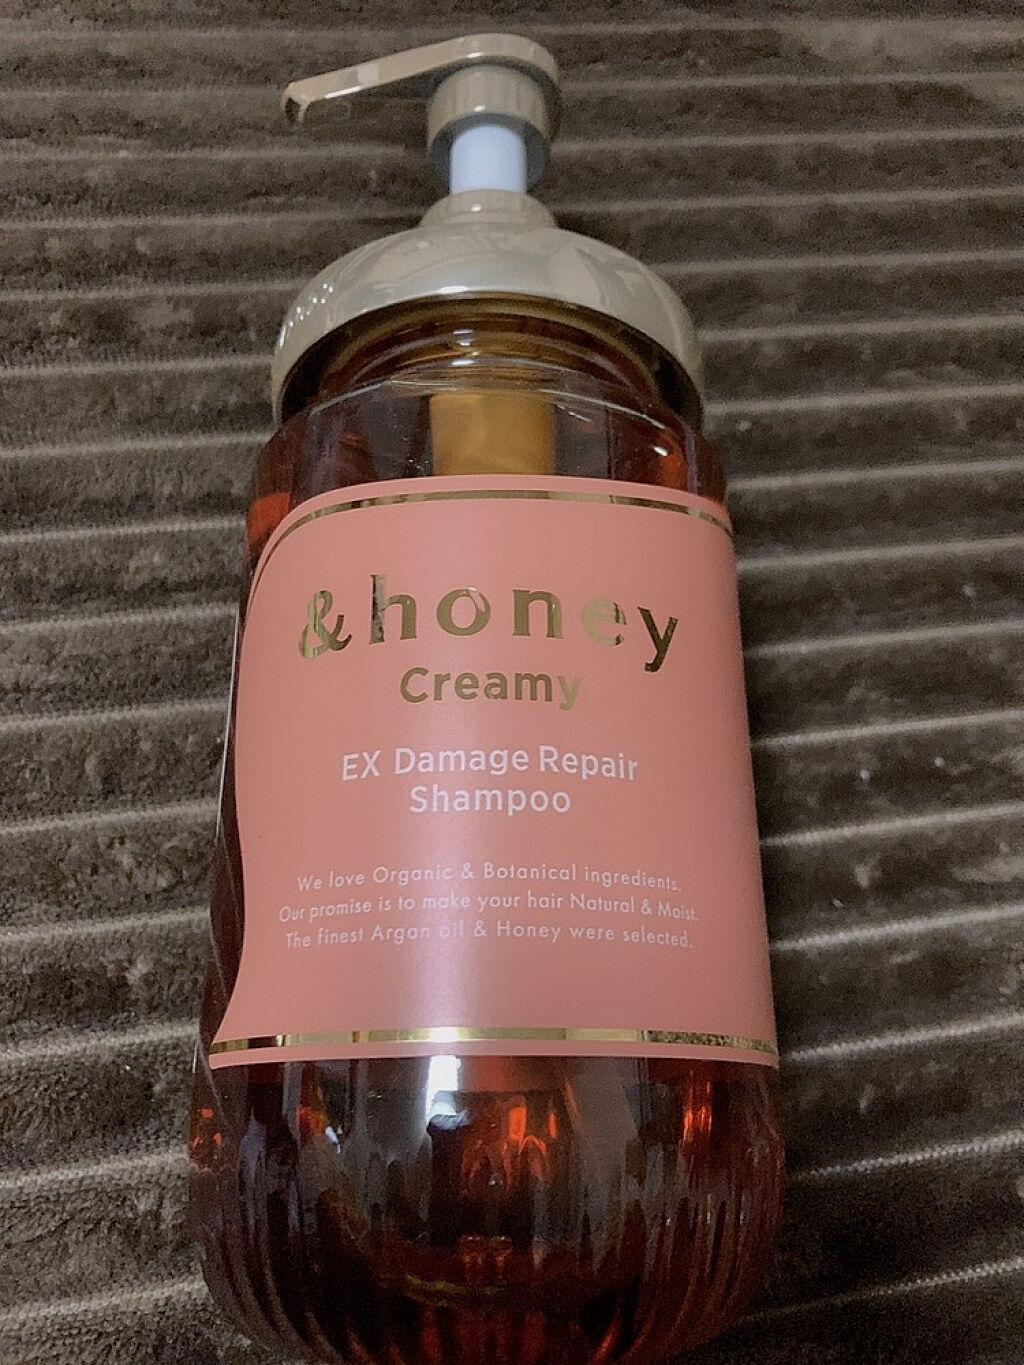 &honey
Creamy
EX Damage Repair
Shampoo
We love Organic & Botanical ingredients.
Our promise is to make your hair Natural & Moist.
The finest Argan oil & Honey were selected.